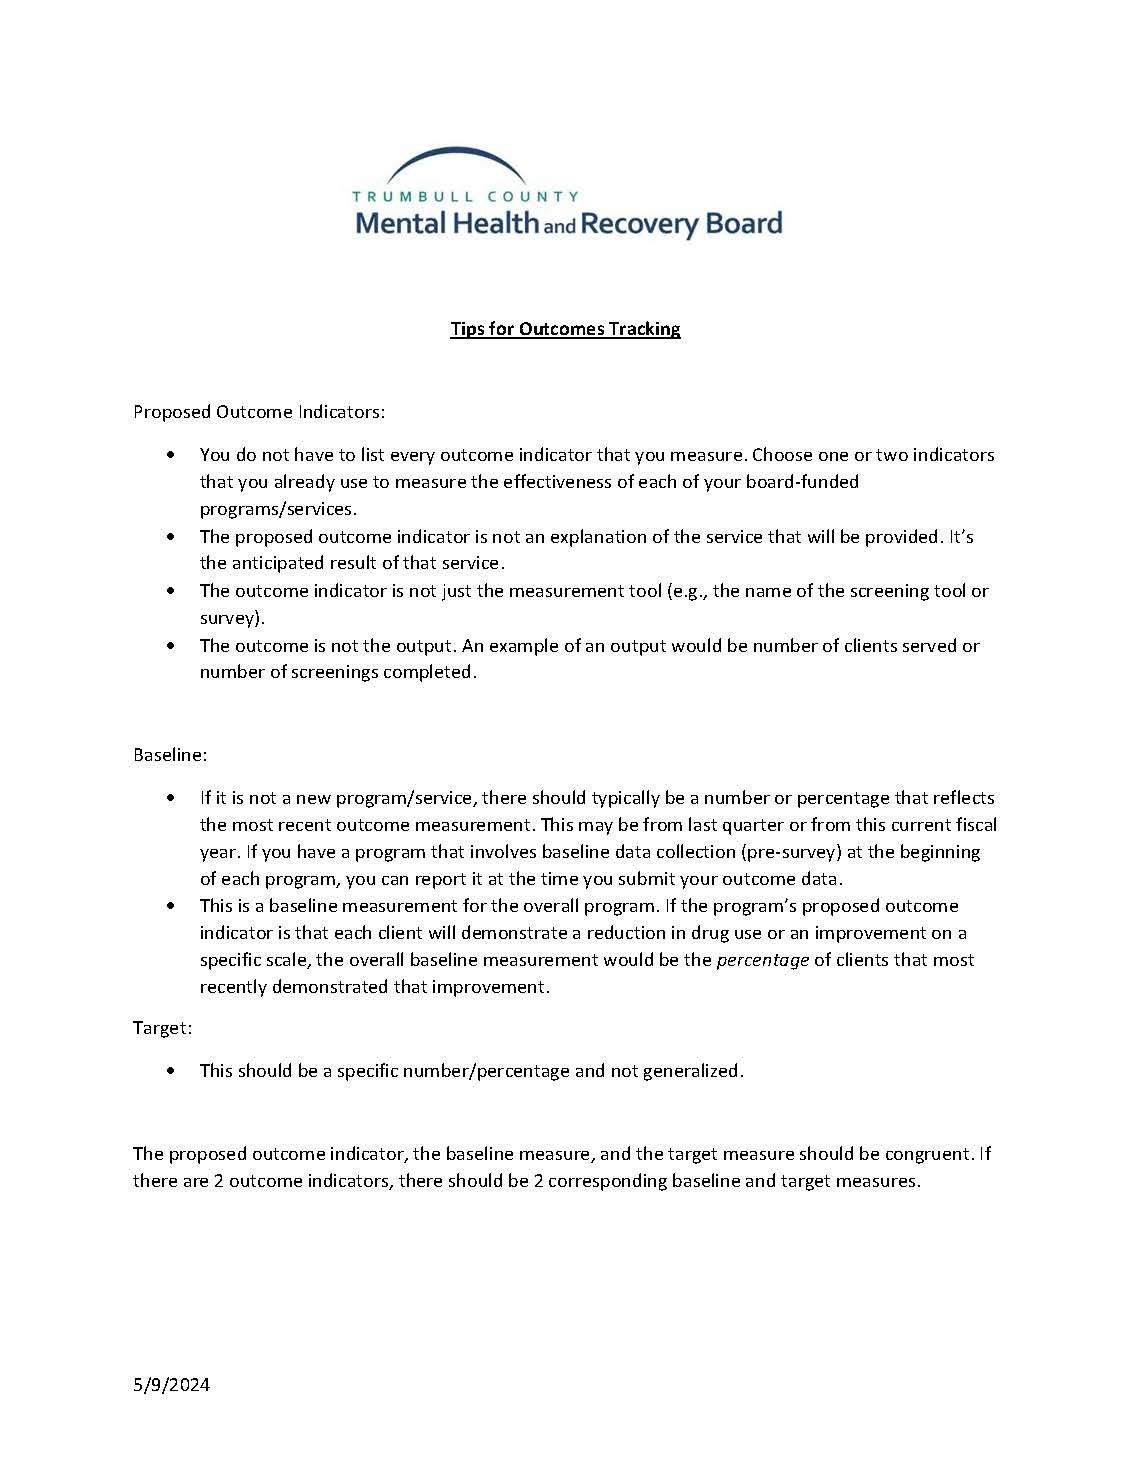 TRUMBULL COUNTY
Mental Health and Recovery Board
Tips for Outcomes Tracking
Proposed Outcome Indicators:
• You do not have to list every outcome indicator that you measure. Choose one or two indicators
that you already use to measure the effectiveness of each of your board-funded
programs/services.
• The proposed outcome indicator is not an explanation of the service that will be provided. It’s
the anticipated result of that service.
• The outcome indicator is not just the measurement tool (e.g., the name of the screening tool or
survey).
• The outcome is not the output. An example of an output would be number of clients served or
number of screenings completed.
Baseline:
• If it is not a new program/service, there should typically be a number or percentage that reflects
the most recent outcome measurement. This may be from last quarter or from this current fiscal
year. If you have a program that involves baseline data collection (pre-survey) at the beginning
of each program, you can report it at the time you submit your outcome data.
• This is a baseline measurement for the overall program. If the program’s proposed outcome
indicator is that each client will demonstrate a reduction in drug use or an improvement on a
specific scale, the overall baseline measurement would be the percentage of clients that most
recently demonstrated that improvement.
Target:
• This should be a specific number/percentage and not generalized.
The proposed outcome indicator, the baseline measure, and the target measure should be congruent. If
there are 2 outcome indicators, there should be 2 corresponding baseline and target measures.
5/9/2024